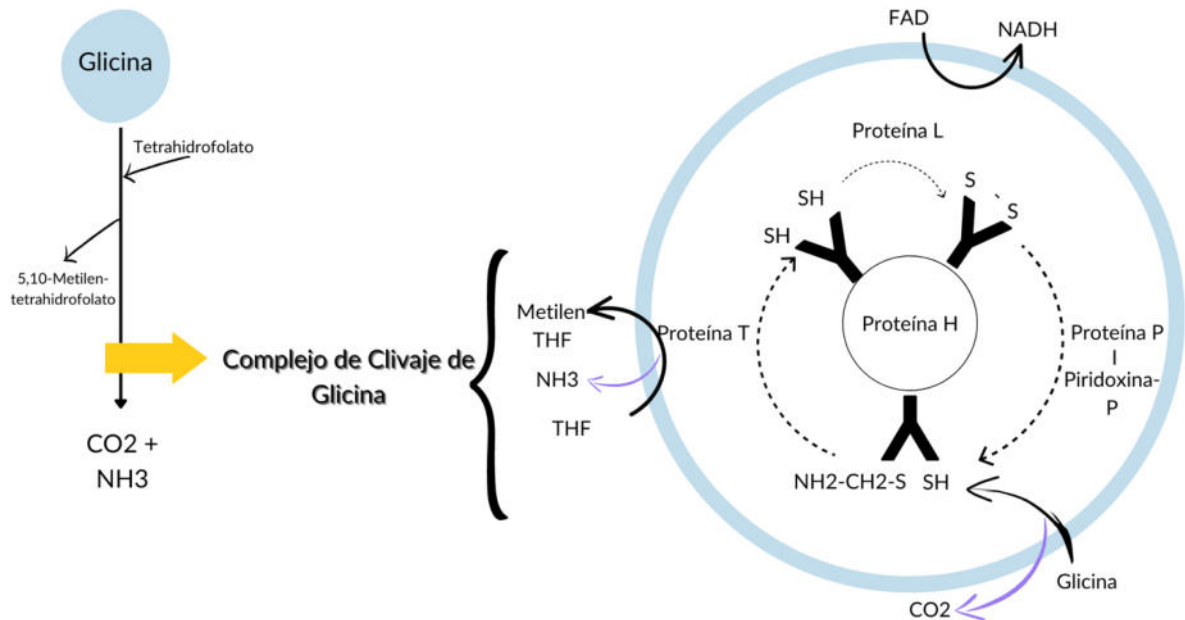 Glicina
Tetrahidrofolato
5,10-Metilen-
tetrahidrofolato
CO2 +
NH3
Complejo de Clivaje de
Glicina
Metilen
THF
NH3
THF
FAD
NADH
Proteína L
SH
SH
S
S
Proteína T
Proteína H
Proteína P
I
Piridoxina-
P
NH2-CH2-S SH
Glicina
CO2